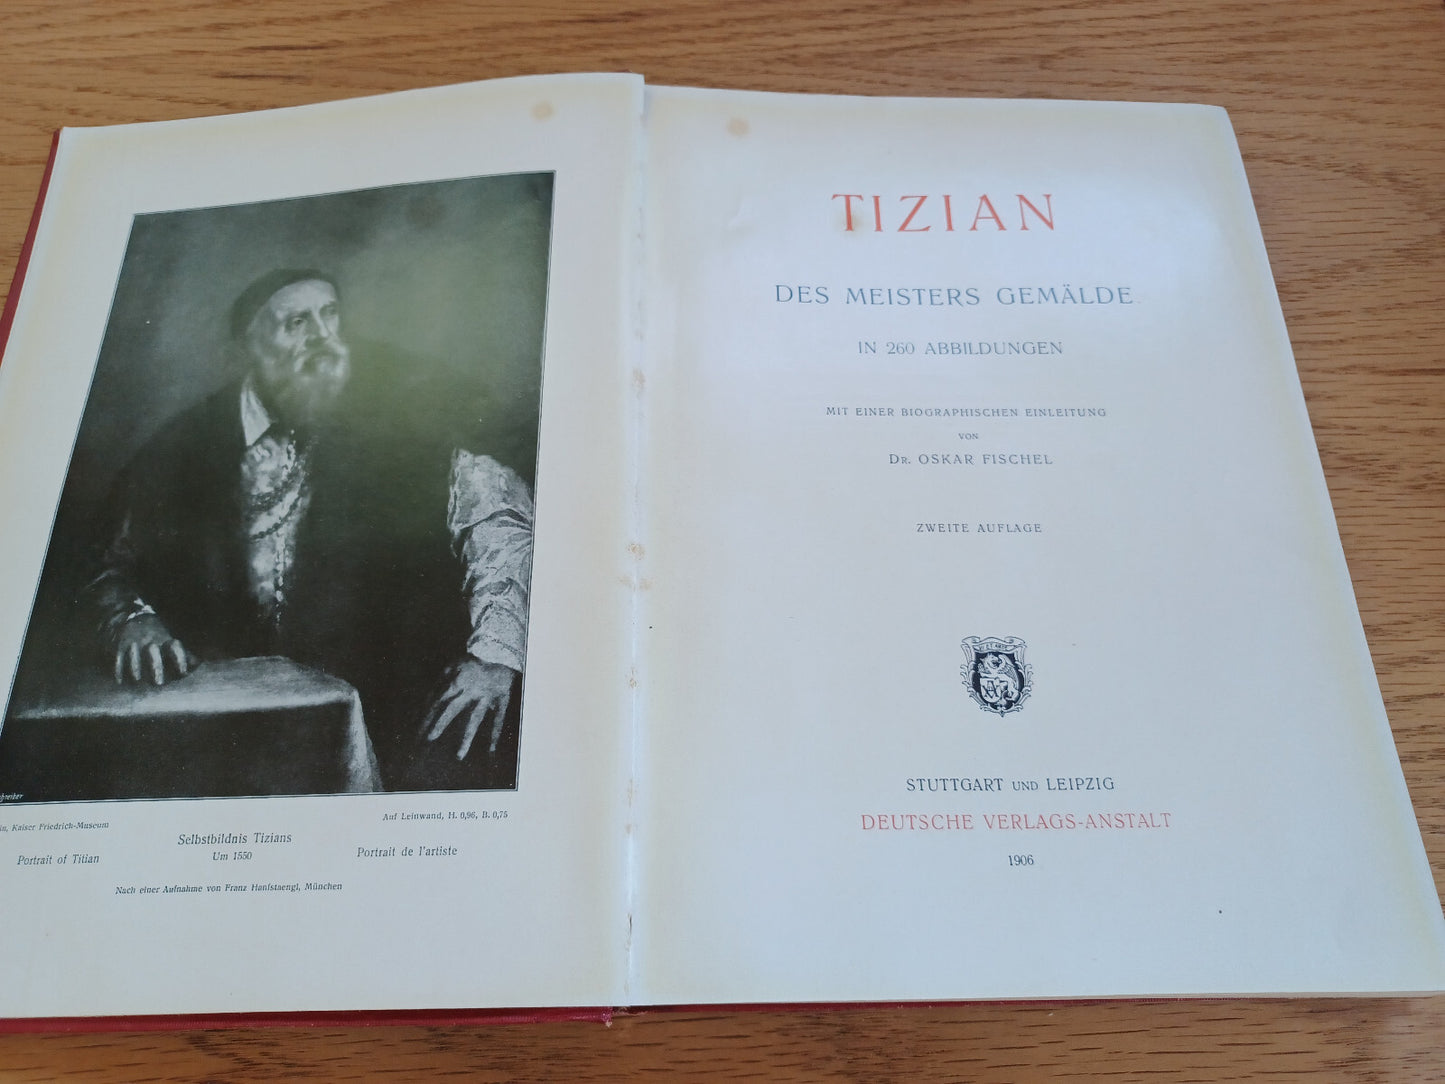 Kaiser Friedrich-Museum
Auf Leinwand, H. 0,96, B. 0,75
Selbstbildnis Tizians
Um 1550
Portrait of Titian
Portrait de l'artiste
Nach einer Aufnahme von Franz Hanfstaengl, München
TIZIAN
DES MEISTERS GEMÄLDE
IN 260 ABBILDUNGEN
MIT EINER BIOGRAPHISCHEN EINLEITUNG
VON
DR. OSKAR FISCHEL
ZWEITE AUFLAGE
STUTTGART UND LEIPZIG
DEUTSCHE VERLAGS-ANSTALT
1906